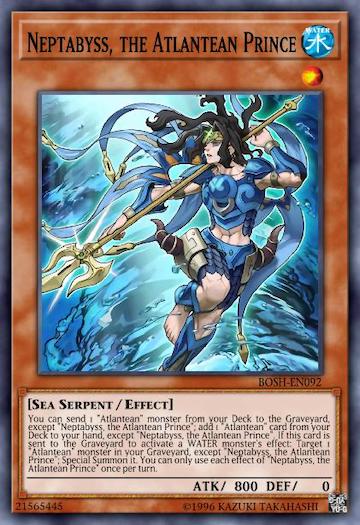 Neptabyss, the Atlantean Prince
WATER
水
BOSH-EN092
[Sea Serpent / Effect]
You can send 1 "Atlantean" monster from your Deck to the Graveyard,
except "Neptabyss, the Atlantean Prince"; add 1 "Atlantean" card from your
Deck to your hand, except "Neptabyss, the Atlantean Prince". If this card is
sent to the Graveyard to activate a WATER monster's effect: Target 1
"Atlantean" monster in your Graveyard, except "Neptabyss, the Atlantean
Prince"; Special Summon it. You can only use each effect of "Neptabyss, the
Atlantean Prince" once per turn.
ATK/ 800 DEF/ 0
21565445
©1996 KAZUKI TAKAHASHI